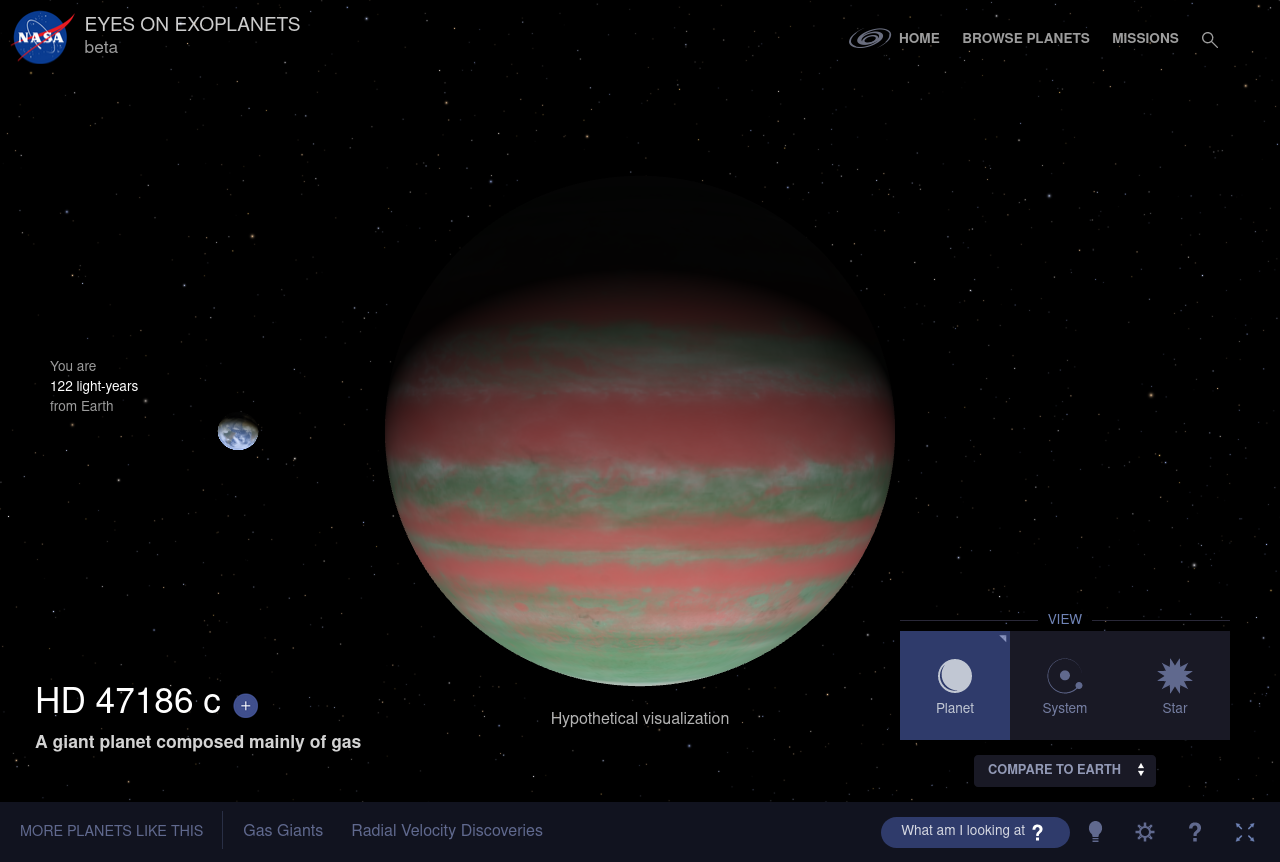 NASA
EYES ON EXOPLANETS
beta
HOME
BROWSE PLANETS
MISSIONS
You are
122 light-years
from Earth
HD 47186 c +
A giant planet composed mainly of gas
Hypothetical visualization
VIEW
Planet
System
Star
COMPARE TO EARTH
MORE PLANETS LIKE THIS
Gas Giants
Radial Velocity Discoveries
What am I looking at ?
?